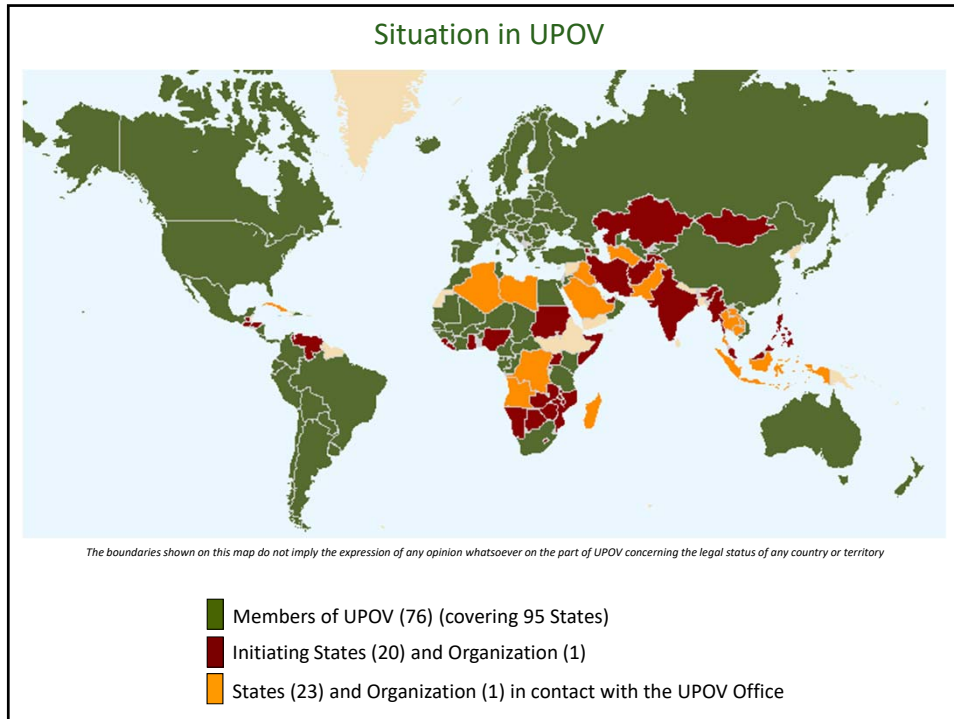 Situation in UPOV
The boundaries shown on this map do not imply the expression of any opinion whatsoever on the part of UPOV concerning the legal status of any country or territory
Members of UPOV (76) (covering 95 States)
Initiating States (20) and Organization (1)
States (23) and Organization (1) in contact with the UPOV Office